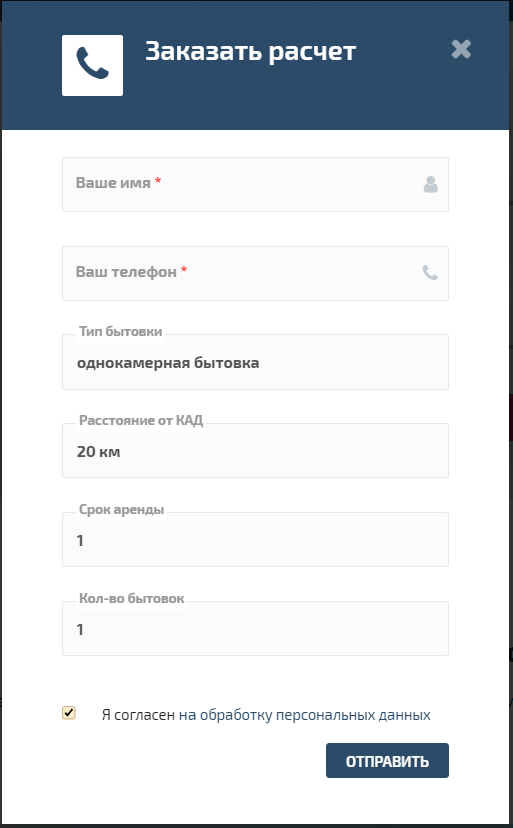 Заказать расчет
Ваше имя *
Ваш телефон *
Тип бытовки
однокамерная бытовка
Расстояние от КАД
20 км
Срок аренды
1
Кол-во бытовок
1
Я согласен на обработку персональных данных
ОТПРАВИТЬ